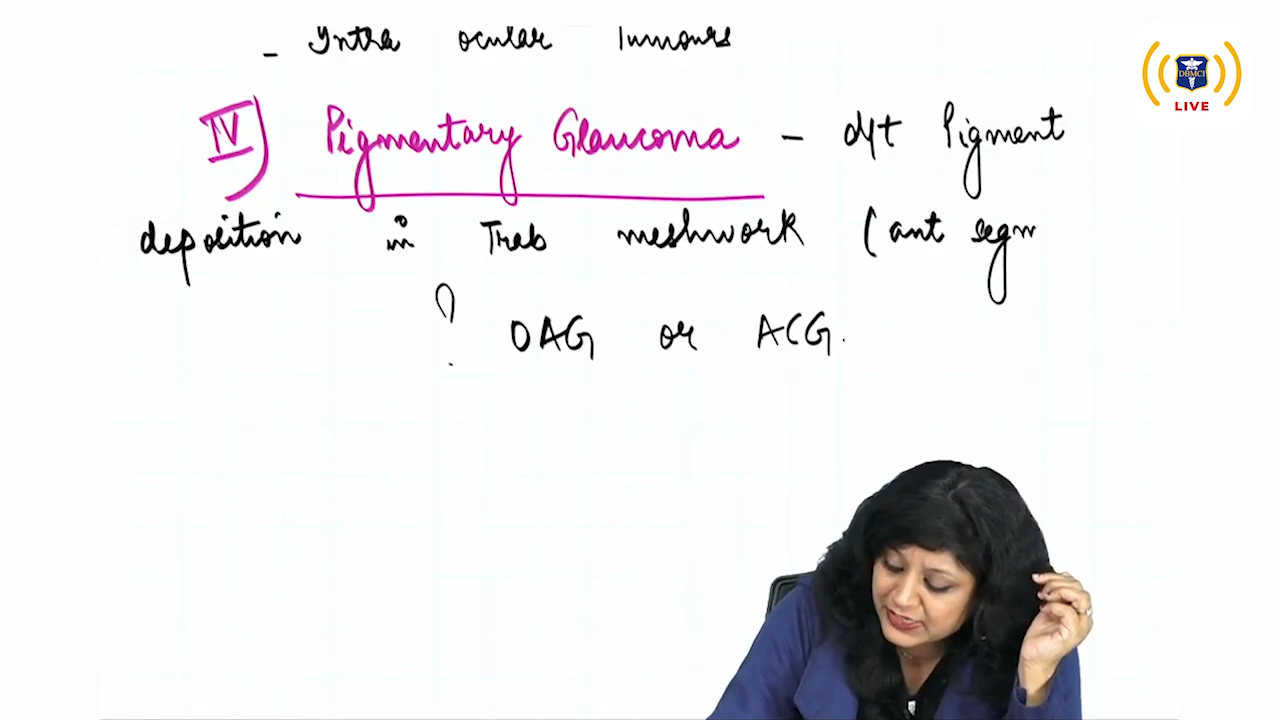 - Intra ocular Tumours
IV) Pigmentary Glaucoma - d/t Pigment
deposition in Trab meshwork (ant segm
? OAG or ACG.
DBMCI
LIVE